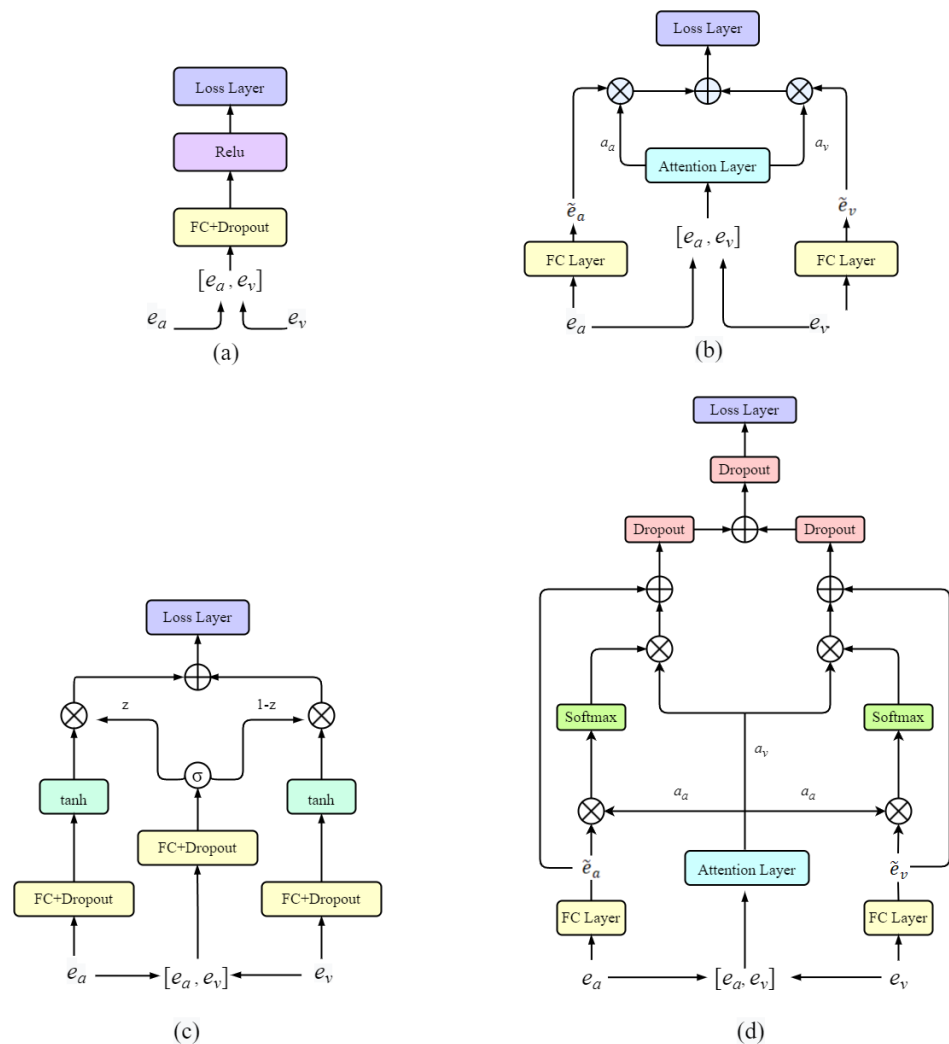 Loss Layer
Relu
FC+Dropout
[e_a, e_v]
e_a
e_v
(a)
Loss Layer
a_a
a_v
Attention Layer
ẽ_a
ẽ_v
[e_a, e_v]
FC Layer
FC Layer
e_a
e_v
(b)
Loss Layer
z
1-z
σ
tanh
tanh
FC+Dropout
FC+Dropout
FC+Dropout
e_a
[e_a, e_v]
e_v
(c)
Loss Layer
Dropout
Dropout
Dropout
Softmax
Softmax
a_v
a_a
a_a
ẽ_a
Attention Layer
ẽ_v
FC Layer
FC Layer
e_a
[e_a, e_v]
e_v
(d)